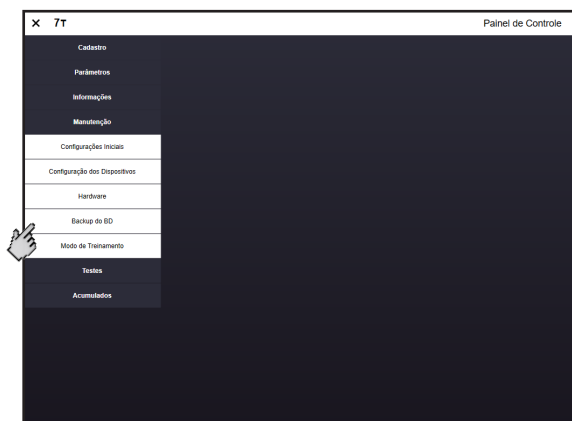 × 7T Painel de Controle
Cadastro
Parâmetros
Informações
Manutenção
Configurações Iniciais
Configuração dos Dispositivos
Hardware
Backup do BD
Modo de Treinamento
Testes
Acumulados